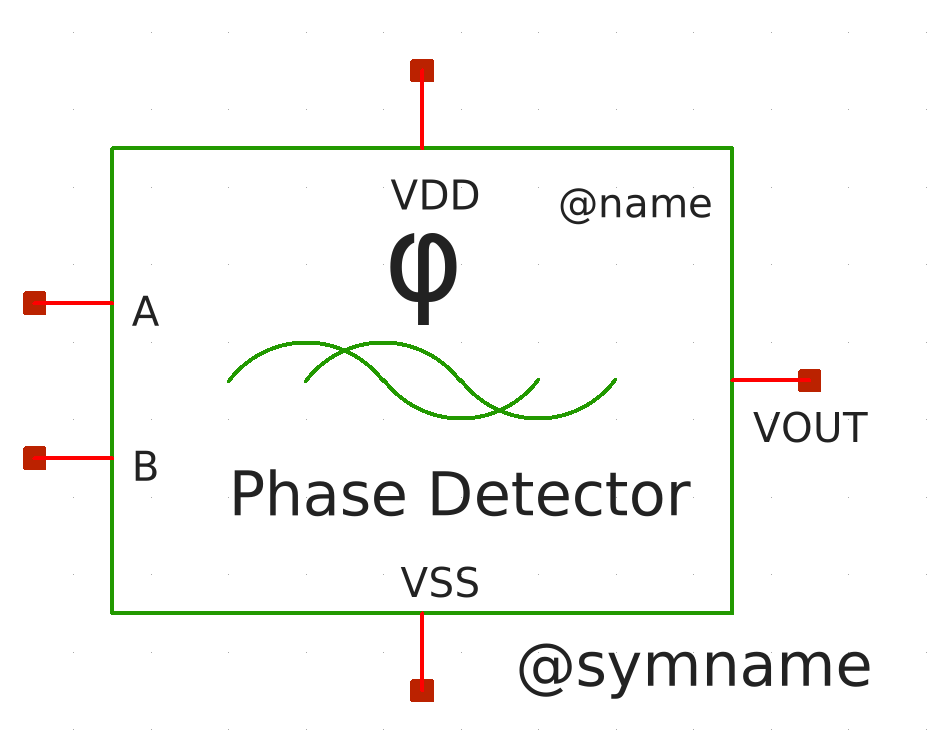 VDD
@name
φ
A
VOUT
B
Phase Detector
VSS
@symname